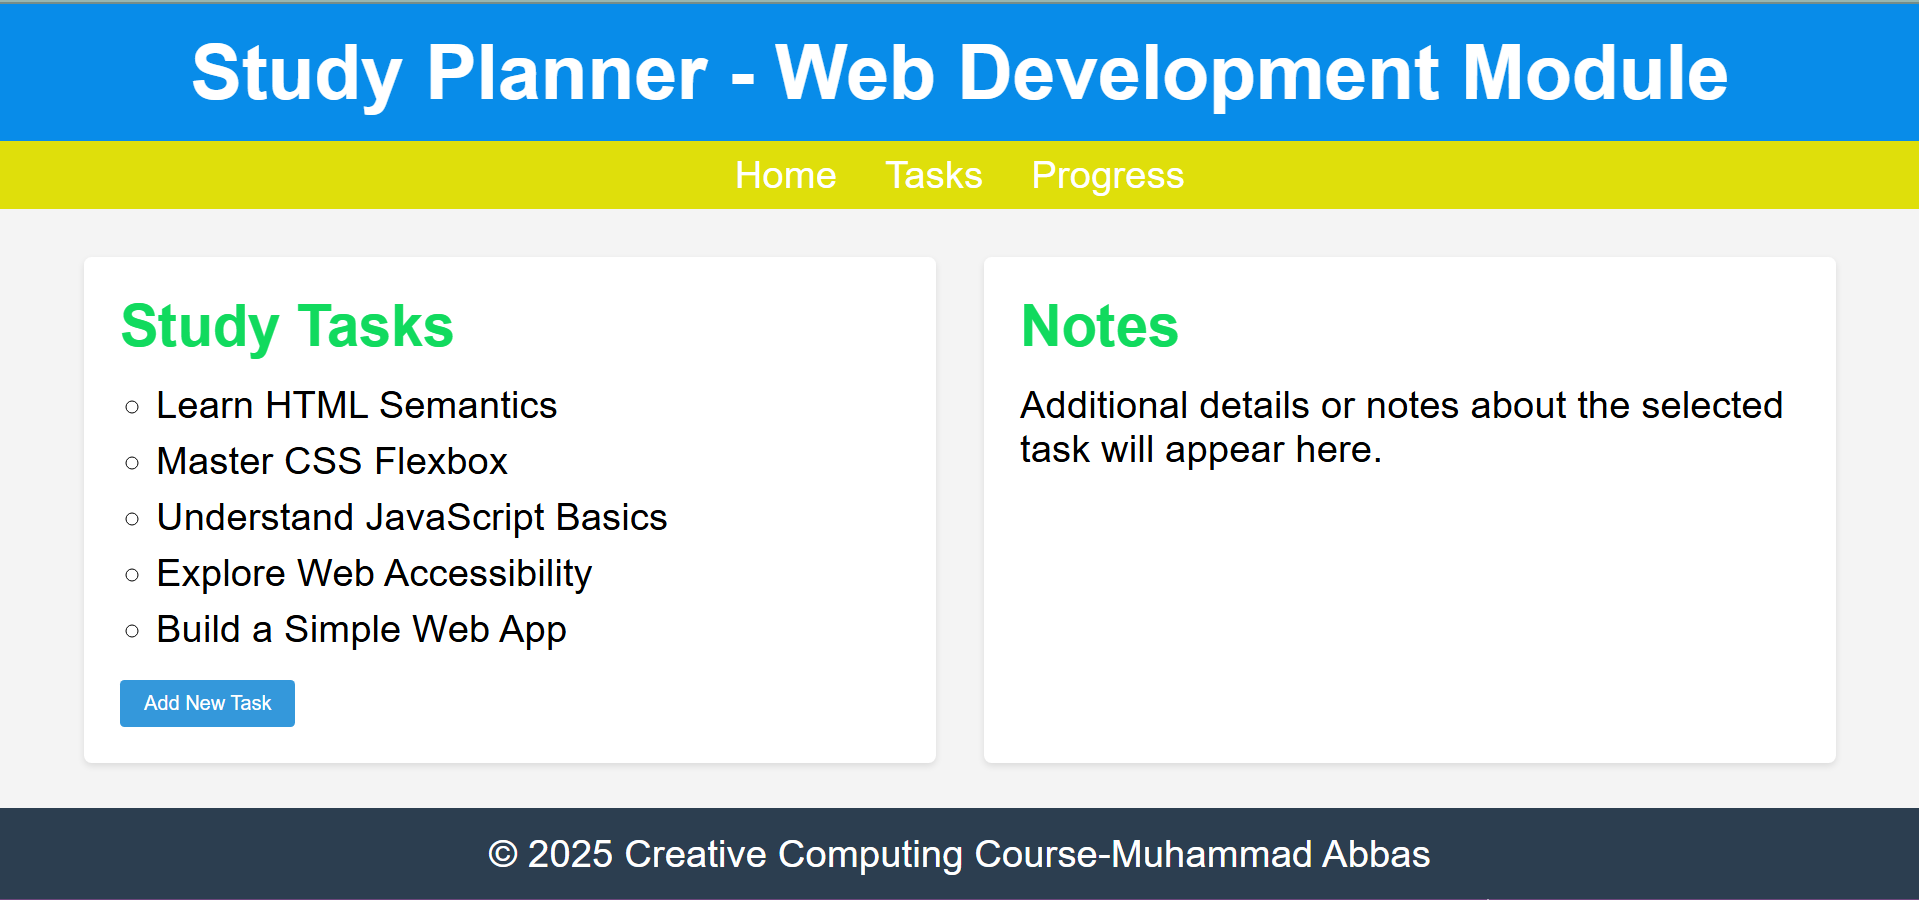 Study Planner - Web Development Module
Home Tasks Progress
Study Tasks
Learn HTML Semantics
Master CSS Flexbox
Understand JavaScript Basics
Explore Web Accessibility
Build a Simple Web App
Add New Task
Notes
Additional details or notes about the selected
task will appear here.
© 2025 Creative Computing Course-Muhammad Abbas